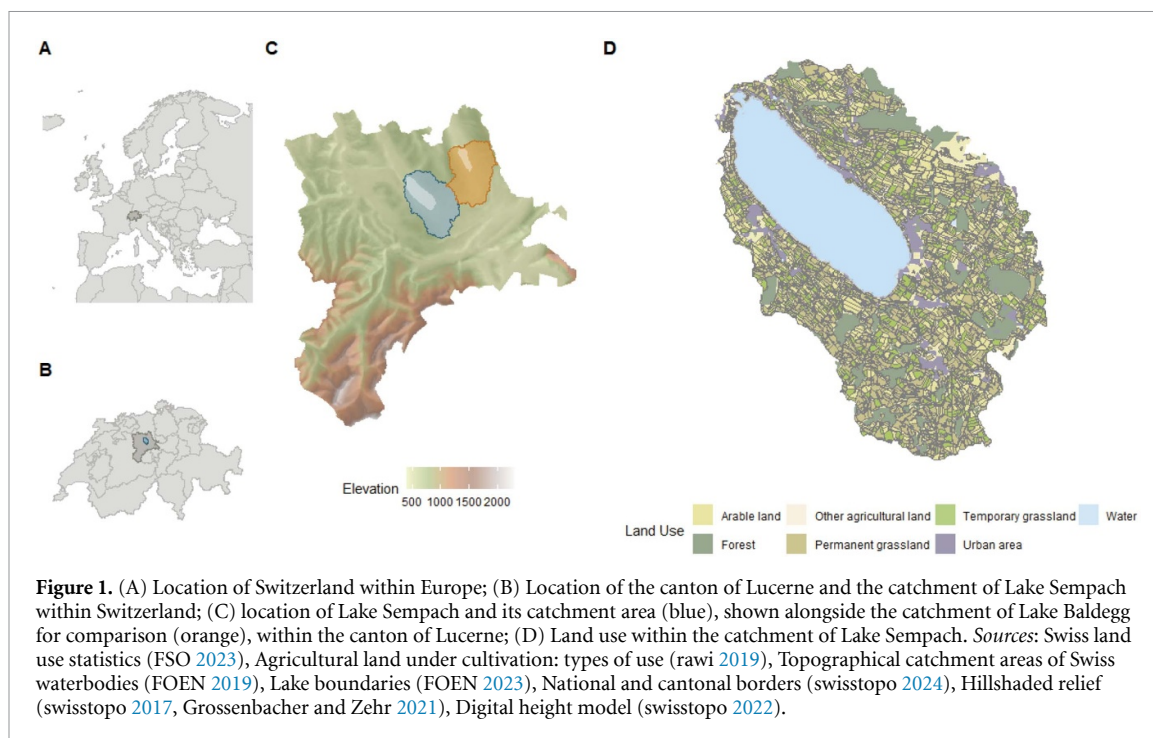 A
C
D
B
Elevation
500 1000 1500 2000
Land Use
Arable land Other agricultural land Temporary grassland Water
Forest Permanent grassland Urban area
Figure 1. (A) Location of Switzerland within Europe; (B) Location of the canton of Lucerne and the catchment of Lake Sempach
within Switzerland; (C) location of Lake Sempach and its catchment area (blue), shown alongside the catchment of Lake Baldegg
for comparison (orange), within the canton of Lucerne; (D) Land use within the catchment of Lake Sempach. Sources: Swiss land
use statistics (FSO 2023), Agricultural land under cultivation: types of use (rawi 2019), Topographical catchment areas of Swiss
waterbodies (FOEN 2019), Lake boundaries (FOEN 2023), National and cantonal borders (swisstopo 2024), Hillshaded relief
(swisstopo 2017, Grossenbacher and Zehr 2021), Digital height model (swisstopo 2022).